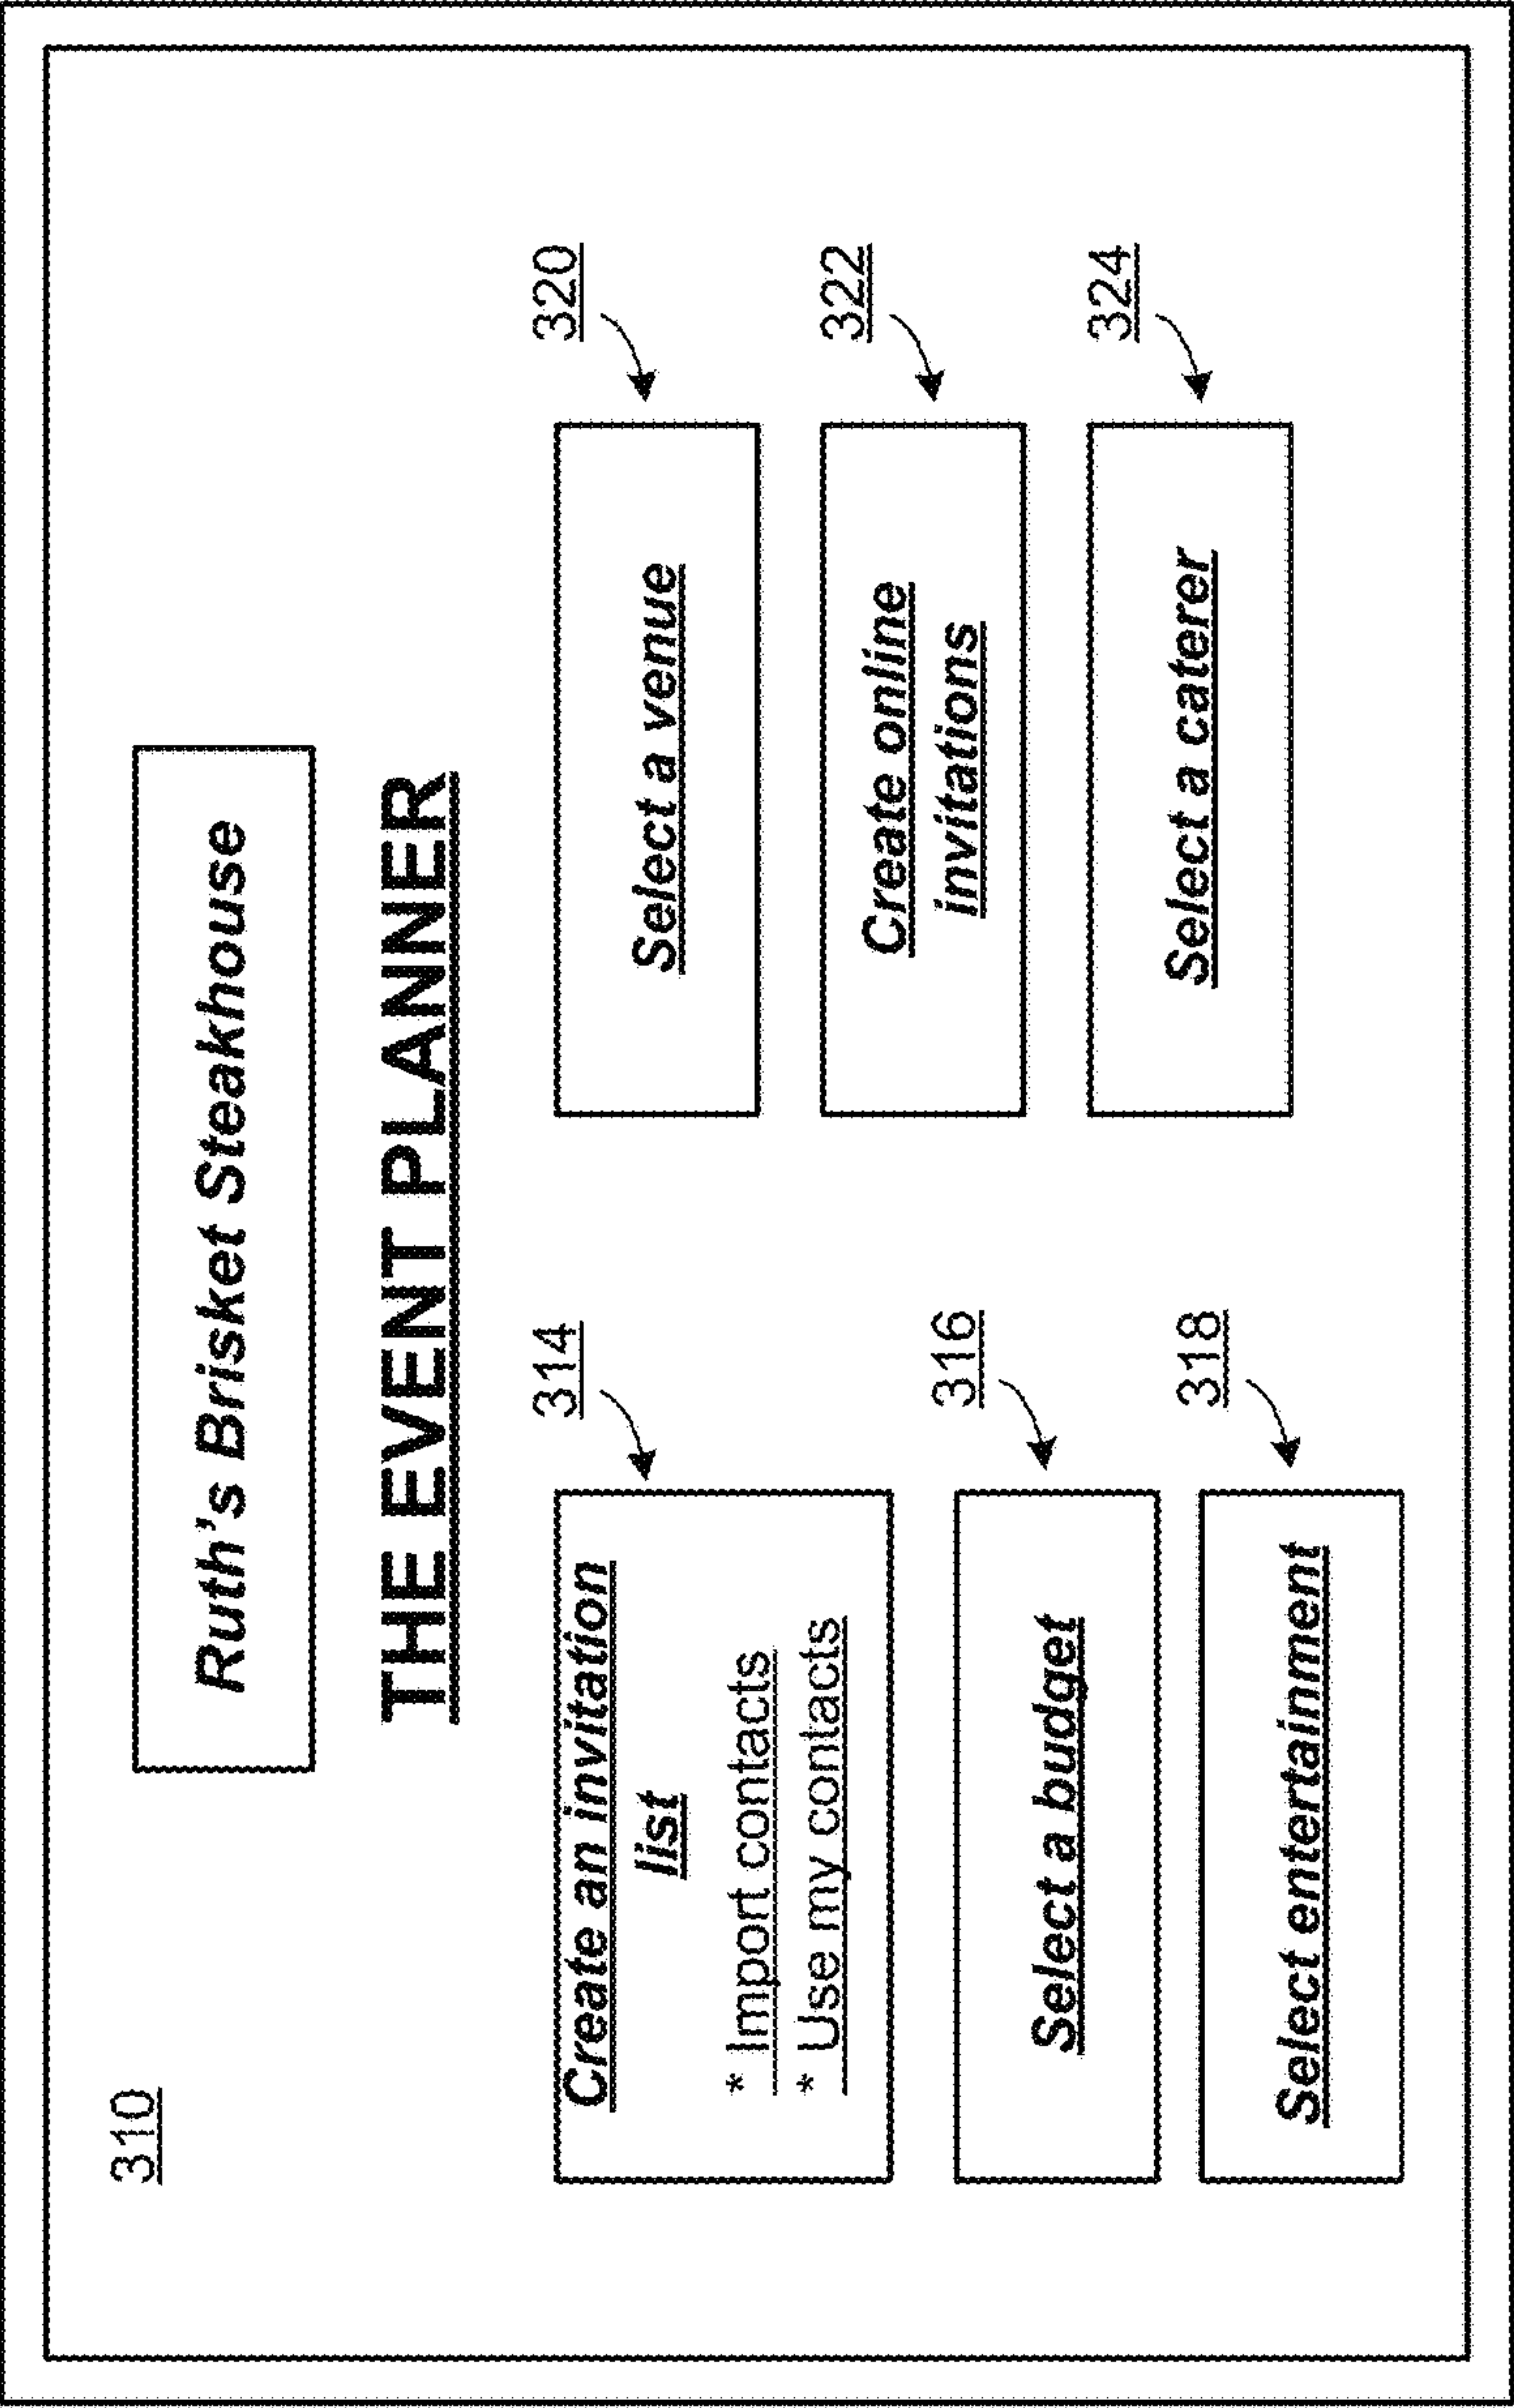 310
Ruth's Brisket Steakhouse
THE EVENT PLANNER
314
Create an invitation
list
* Import contacts
* Use my contacts
316
Select a budget
318
Select entertainment
320
Select a venue
322
Create online
invitations
324
Select a caterer